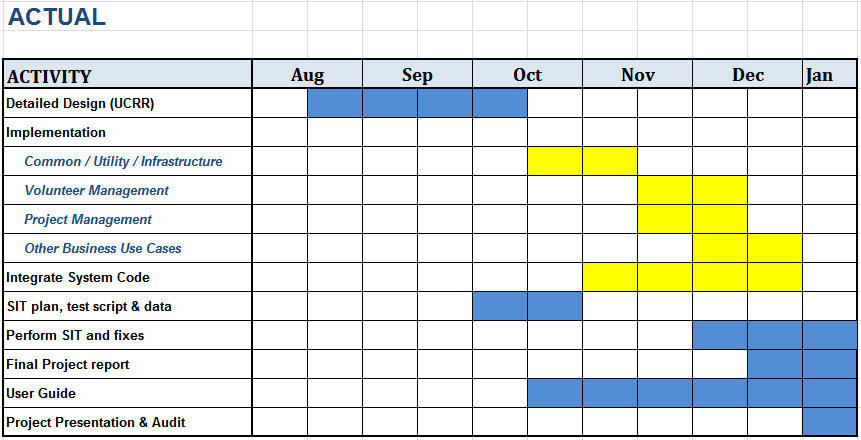 ACTUAL
ACTIVITY Aug Sep Oct Nov Dec Jan
Detailed Design (UCRR)
Implementation
Common / Utility / Infrastructure
Volunteer Management
Project Management
Other Business Use Cases
Integrate System Code
SIT plan, test script & data
Perform SIT and fixes
Final Project report
User Guide
Project Presentation & Audit